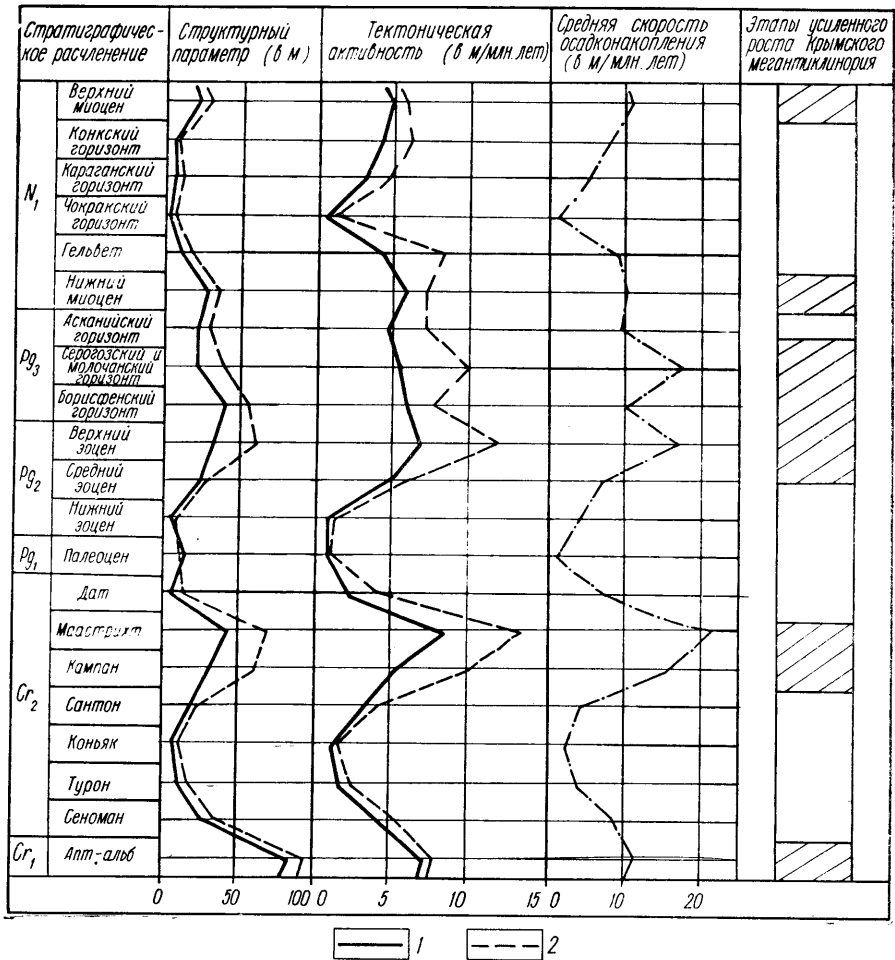 Стратиграфичес-
кое расчленение
Структурный
параметр (в м)
Тектоническая
активность (в м/млн. лет)
Средняя скорость
осадконакопления
(в м/млн. лет)
Этапы усиленного
роста Крымского
мегантиклинория
N1
Верхний
миоцен
Конкский
горизонт
Караганский
горизонт
Чокракский
горизонт
Гельвет
Нижний
миоцен
Pg3
Асканийский
горизонт
Серогозский и
молочанский
горизонт
Борисфенский
горизонт
Pg2
Верхний
эоцен
Средний
эоцен
Нижний
эоцен
Pg1
Палеоцен
Cr2
Дат
Маастрихт
Кампан
Сантон
Коньяк
Турон
Сеноман
Cr1
Апт-альб
0 50 100 0 5 10 15 0 10 20
1 2